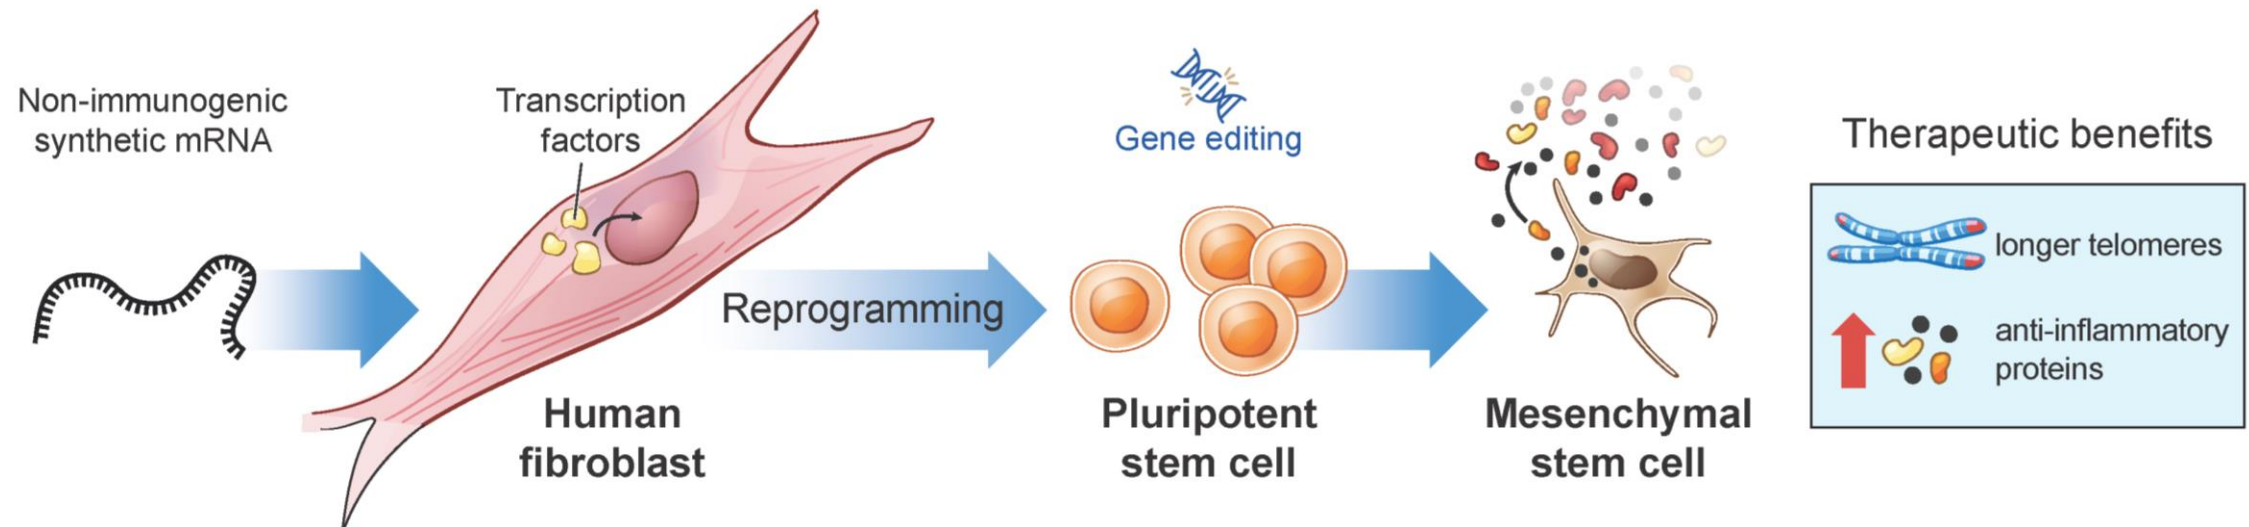 Non-immunogenic
synthetic mRNA
Transcription
factors
Human
fibroblast
Reprogramming
Gene editing
Pluripotent
stem cell
Mesenchymal
stem cell
Therapeutic benefits
longer telomeres
anti-inflammatory
proteins